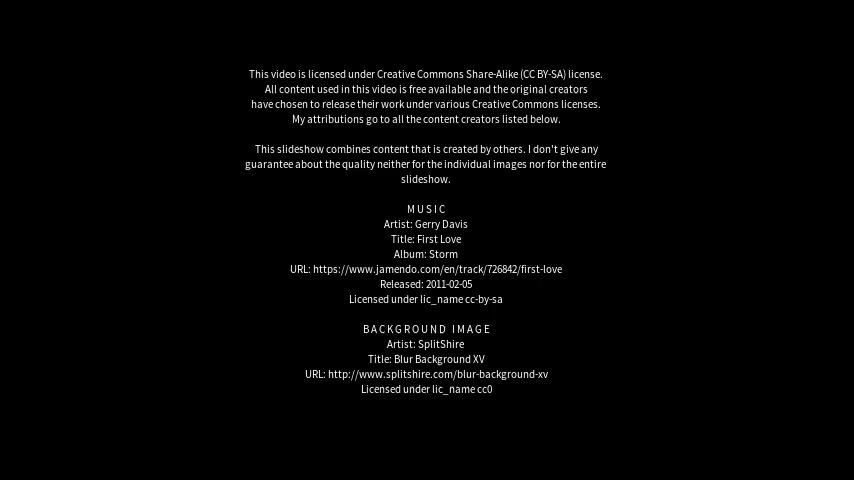 This video is licensed under Creative Commons Share-Alike (CC BY-SA) license.
All content used in this video is free available and the original creators
have chosen to release their work under various Creative Commons licenses.
My attributions go to all the content creators listed below.
This slideshow combines content that is created by others. I don't give any
guarantee about the quality neither for the individual images nor for the entire
slideshow.
MUSIC
Artist: Gerry Davis
Title: First Love
Album: Storm
URL: https://www.jamendo.com/en/track/726842/first-love
Released: 2011-02-05
Licensed under lic_name cc-by-sa
BACKGROUND IMAGE
Artist: SplitShire
Title: Blur Background XV
URL: http://www.splitshire.com/blur-background-xv
Licensed under lic_name cc0